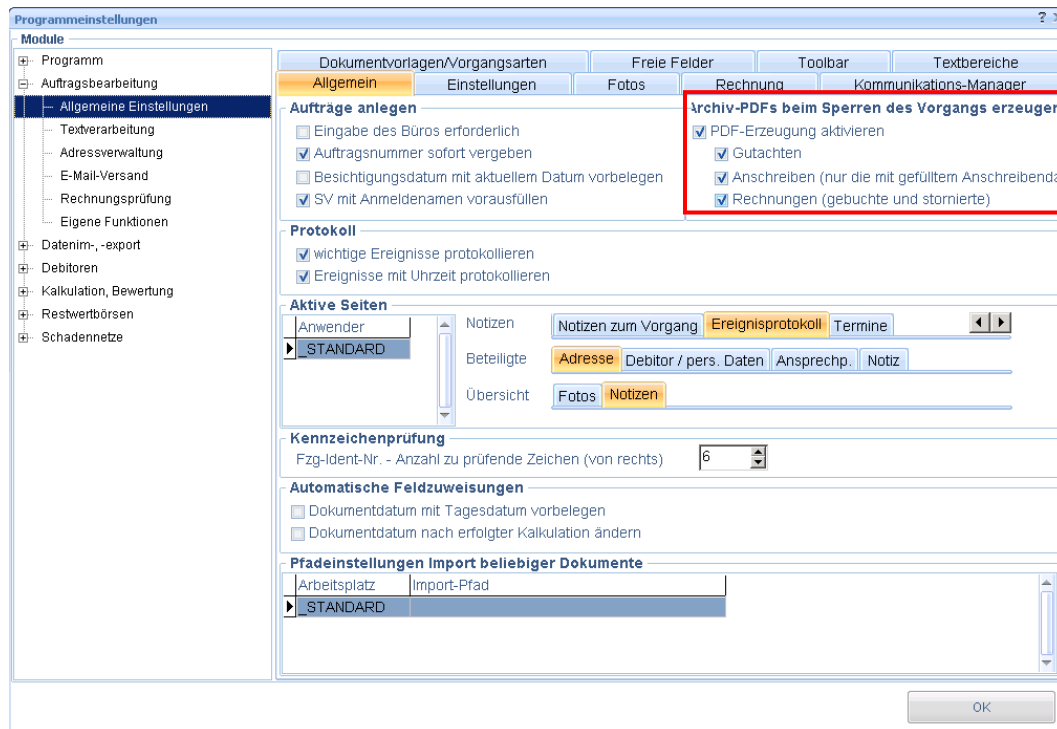 Programmeinstellungen
?
Module
Programm
Auftragsbearbeitung
Allgemeine Einstellungen
Textverarbeitung
Adressverwaltung
E-Mail-Versand
Rechnungsprüfung
Eigene Funktionen
Datenim-, -export
Debitoren
Kalkulation, Bewertung
Restwertbörsen
Schadennetze
Dokumentvorlagen/Vorgangsarten
Freie Felder
Toolbar
Textbereiche
Allgemein
Einstellungen
Fotos
Rechnung
Kommunikations-Manager
Aufträge anlegen
Eingabe des Büros erforderlich
Auftragsnummer sofort vergeben
Besichtigungsdatum mit aktuellem Datum vorbelegen
SV mit Anmeldenamen vorausfüllen
Archiv-PDFs beim Sperren des Vorgangs erzeugen
PDF-Erzeugung aktivieren
Gutachten
Anschreiben (nur die mit gefülltem Anschreibenda
Rechnungen (gebuchte und stornierte)
Protokoll
wichtige Ereignisse protokollieren
Ereignisse mit Uhrzeit protokollieren
Aktive Seiten
Anwender
_STANDARD
Notizen
Notizen zum Vorgang
Ereignisprotokoll
Termine
Beteiligte
Adresse
Debitor / pers. Daten
Ansprechp.
Notiz
Übersicht
Fotos
Notizen
Kennzeichenprüfung
Fzg-Ident-Nr. - Anzahl zu prüfende Zeichen (von rechts)
6
Automatische Feldzuweisungen
Dokumentdatum mit Tagesdatum vorbelegen
Dokumentdatum nach erfolgter Kalkulation ändern
Pfadeinstellungen Import beliebiger Dokumente
Arbeitsplatz
Import-Pfad
_STANDARD
OK